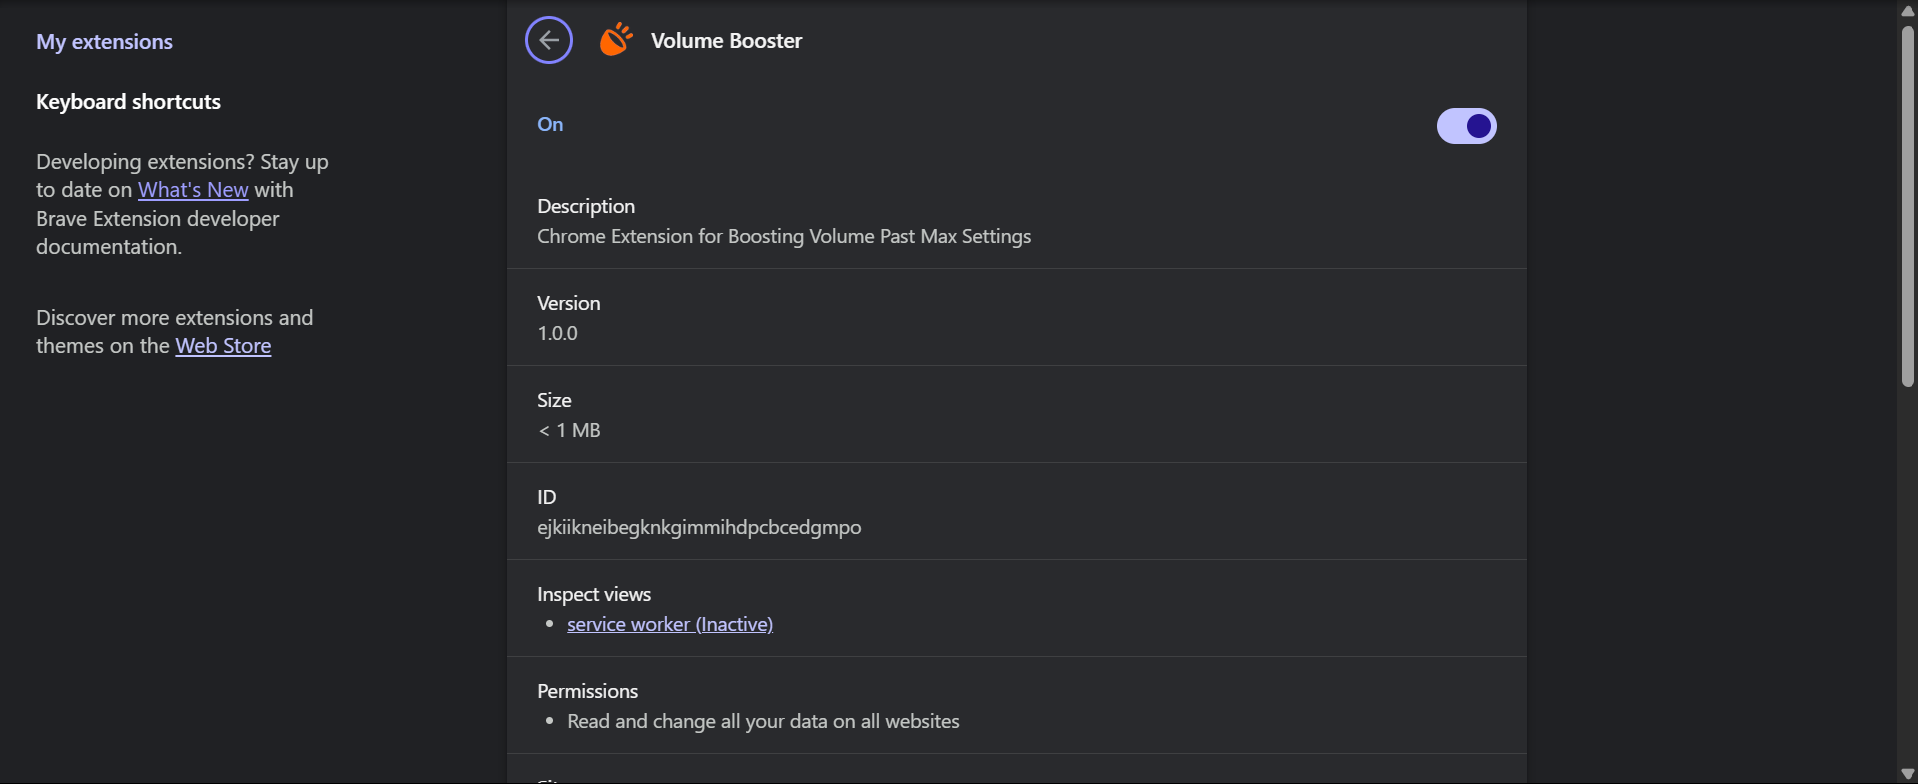 My extensions
Keyboard shortcuts
Developing extensions? Stay up
to date on What's New with
Brave Extension developer
documentation.
Discover more extensions and
themes on the Web Store
Volume Booster
On
Description
Chrome Extension for Boosting Volume Past Max Settings
Version
1.0.0
Size
< 1 MB
ID
ejkiikneibegknkgimmihdpcbcedgmpo
Inspect views
service worker (Inactive)
Permissions
Read and change all your data on all websites